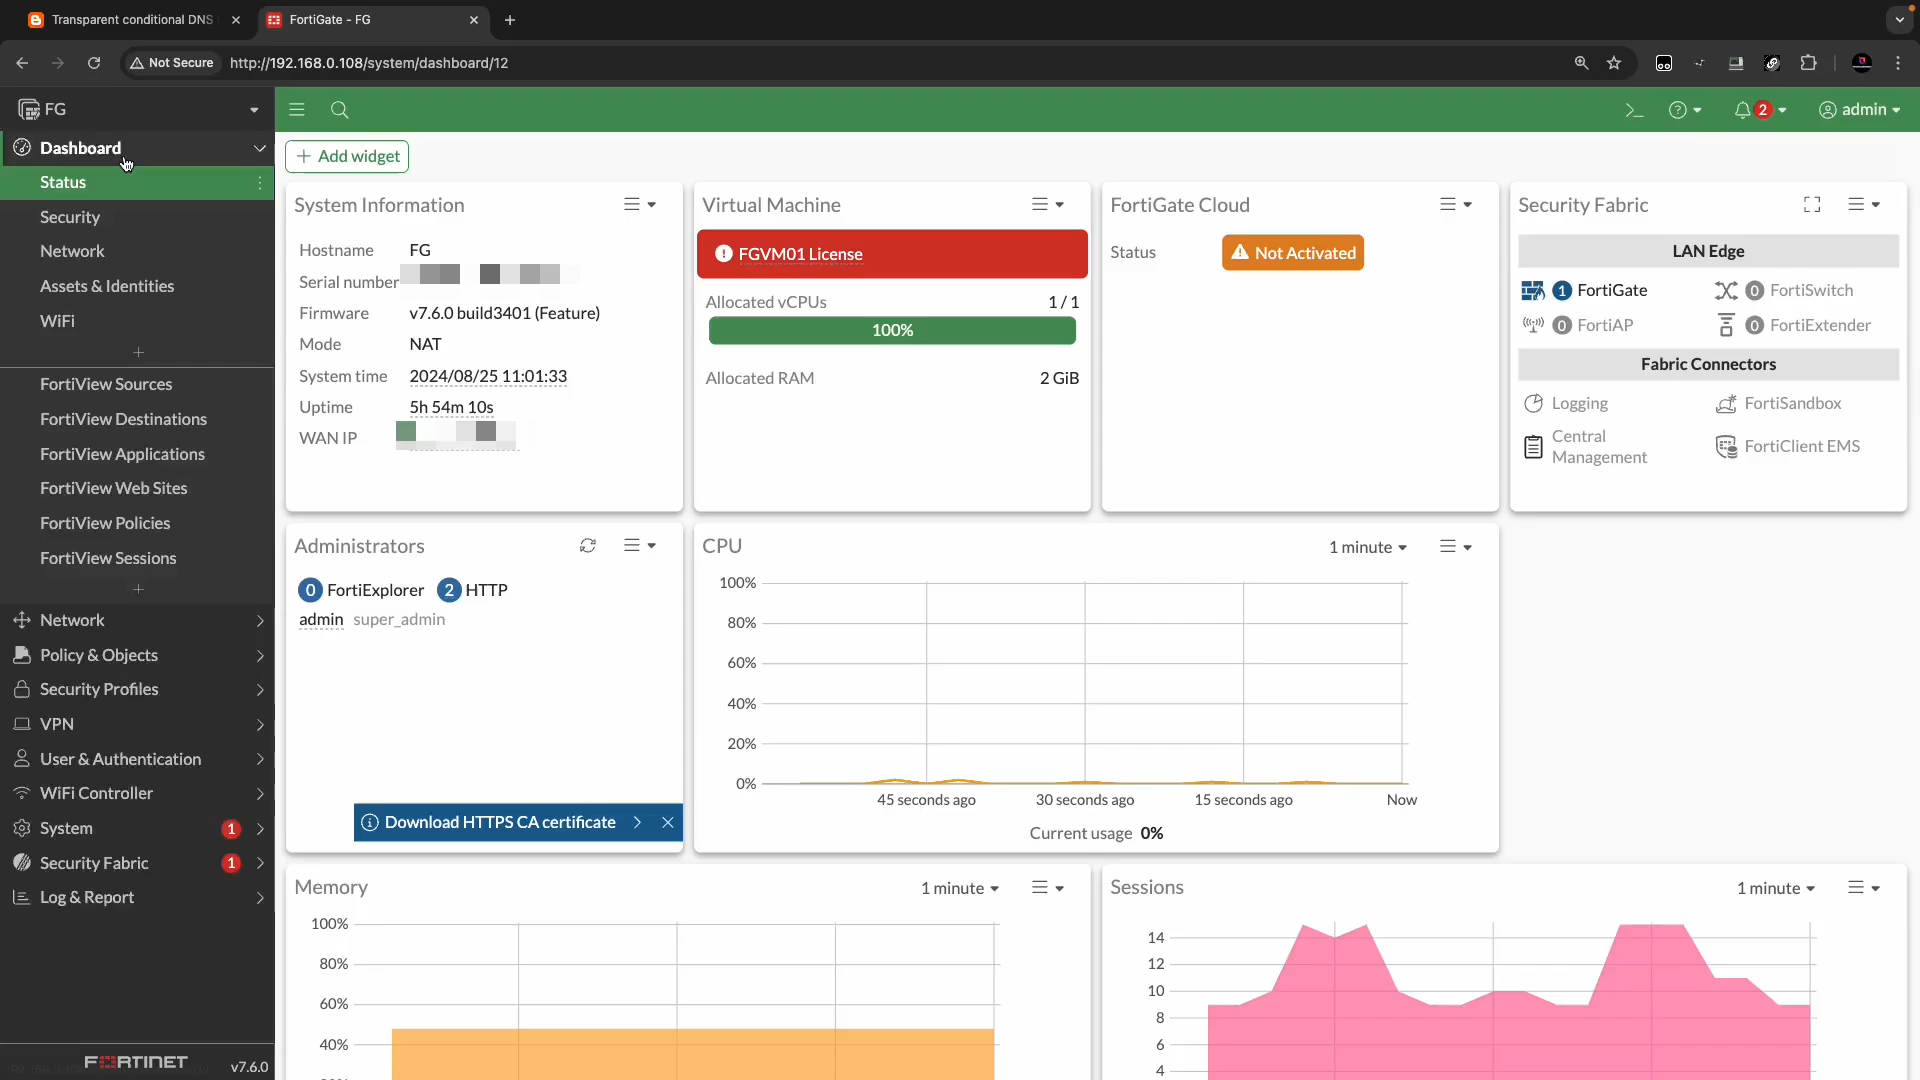 Transparent conditional DNS
FortiGate - FG
Not Secure
http://192.168.0.108/system/dashboard/12
FG
2
admin
Dashboard
Status
Security
Network
Assets & Identities
WiFi
FortiView Sources
FortiView Destinations
FortiView Applications
FortiView Web Sites
FortiView Policies
FortiView Sessions
Network
Policy & Objects
Security Profiles
VPN
User & Authentication
WiFi Controller
System 1
Security Fabric 1
Log & Report
FORTINET v7.6.0
+ Add widget
System Information
Hostname FG
Serial number
Firmware v7.6.0 build3401 (Feature)
Mode NAT
System time 2024/08/25 11:01:33
Uptime 5h 54m 10s
WAN IP
Virtual Machine
FGVM01 License
Allocated vCPUs 1 / 1
100%
Allocated RAM 2 GiB
FortiGate Cloud
Status Not Activated
Security Fabric
LAN Edge
1 FortiGate 0 FortiSwitch
0 FortiAP 0 FortiExtender
Fabric Connectors
Logging FortiSandbox
Central Management
FortiClient EMS
Administrators
0 FortiExplorer 2 HTTP
admin super_admin
Download HTTPS CA certificate
CPU 1 minute
100%
80%
60%
40%
20%
0%
45 seconds ago 30 seconds ago 15 seconds ago Now
Current usage 0%
Memory 1 minute
100%
80%
60%
40%
Sessions 1 minute
14
12
10
8
6
4